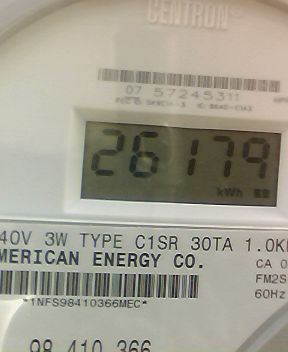 CENTRON®
07 57245311
26179
kWh
40V 3W TYPE C1SR 30TA 1.0K
MERICAN ENERGY CO.
CA 0
FM2S
60Hz
*1NFS98410366MEC*
98 410 366